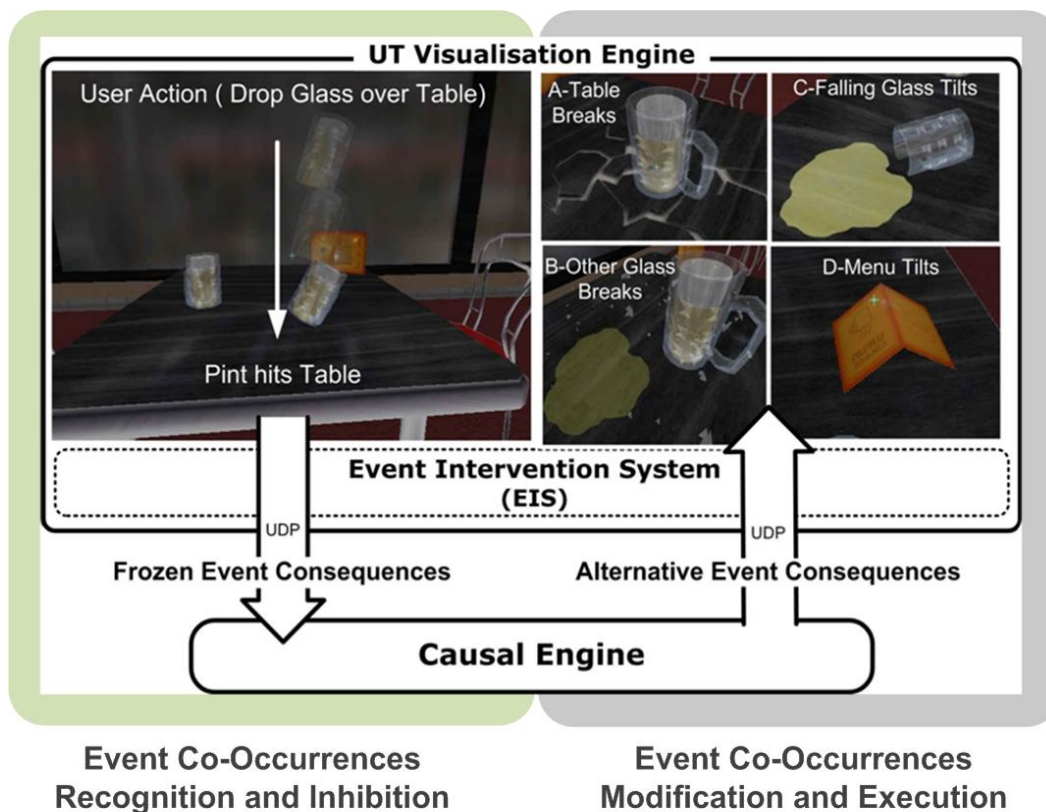 UT Visualisation Engine
User Action ( Drop Glass over Table)
Pint hits Table
A-Table
Breaks
C-Falling Glass Tilts
B-Other Glass
Breaks
D-Menu Tilts
Event Intervention System
(EIS)
UDP
UDP
Frozen Event Consequences
Alternative Event Consequences
Causal Engine
Event Co-Occurrences
Recognition and Inhibition
Event Co-Occurrences
Modification and Execution